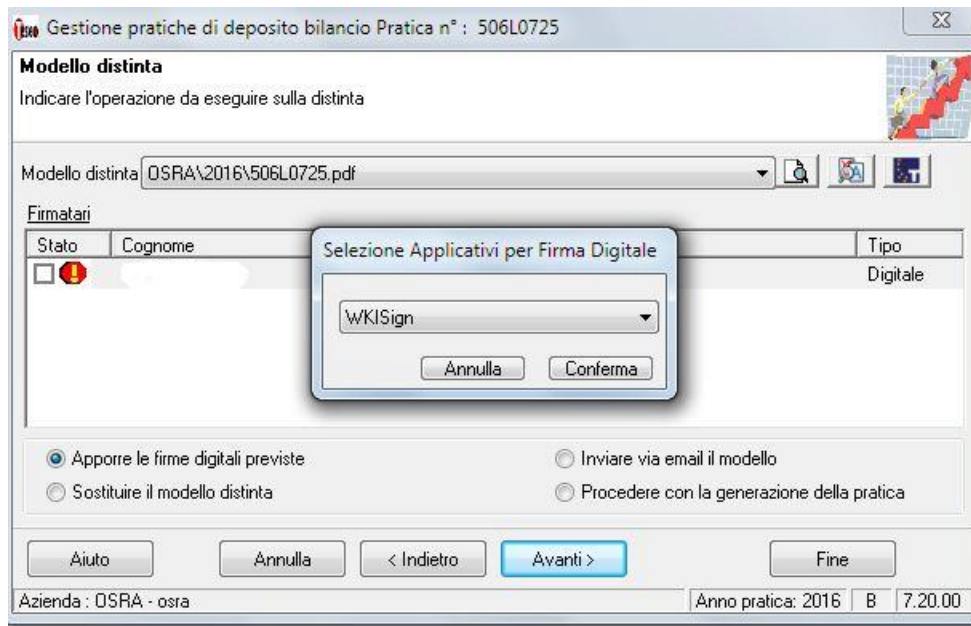 Gestione pratiche di deposito bilancio Pratica n° : 506L0725
Modello distinta
Indicare l'operazione da eseguire sulla distinta
Modello distinta OSRA\2016\506L0725.pdf
Firmatari
Stato Cognome Tipo
Digitale
Selezione Applicativi per Firma Digitale
WKISign
Annulla Conferma
Apporre le firme digitali previste Inviare via email il modello
Sostituire il modello distinta Procedere con la generazione della pratica
Aiuto Annulla < Indietro Avanti > Fine
Azienda : OSRA - osra Anno pratica: 2016 B 7.20.00